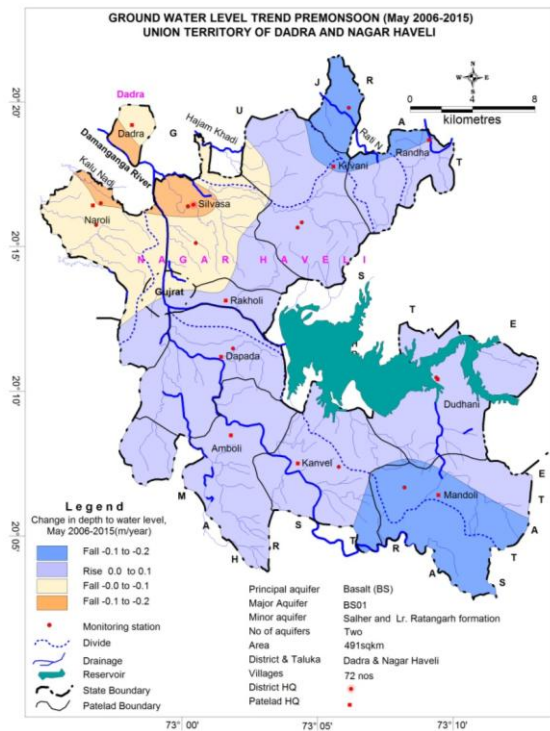 GROUND WATER LEVEL TREND PREMONSOON (May 2006-2015)
UNION TERRITORY OF DADRA AND NAGAR HAVELI
N
W E
S
0 4 8
kilometres
20°20'
20°15'
20°10'
20°05'
73°00'
73°05'
73°10'
Dadra
Dadra
Damanganga River
Kalu Nadi
Hajam Khadi
Rati N
G U J R A T
Kevani
Randha
Silvasa
Naroli
NAGAR HAVELI
Gujrat
Rakholi
Dapada
Dudhani
Amboli
Kanvel
Mandoli
M A H R S T R A S T A T E
S T E
Legend
Change in depth to water level,
May 2006-2015(m/year)
Fall -0.1 to -0.2
Rise 0.0 to 0.1
Fall -0.0 to -0.1
Fall -0.1 to -0.2
Monitoring station
Divide
Drainage
Reservoir
State Boundary
Patelad Boundary
Principal aquifer Basalt (BS)
Major Aquifer BS01
Minor aquifer Salher and Lr. Ratangarh formation
No of aquifers Two
Area 491sqkm
District & Taluka Dadra & Nagar Haveli
Villages 72 nos
District HQ
Patelad HQ